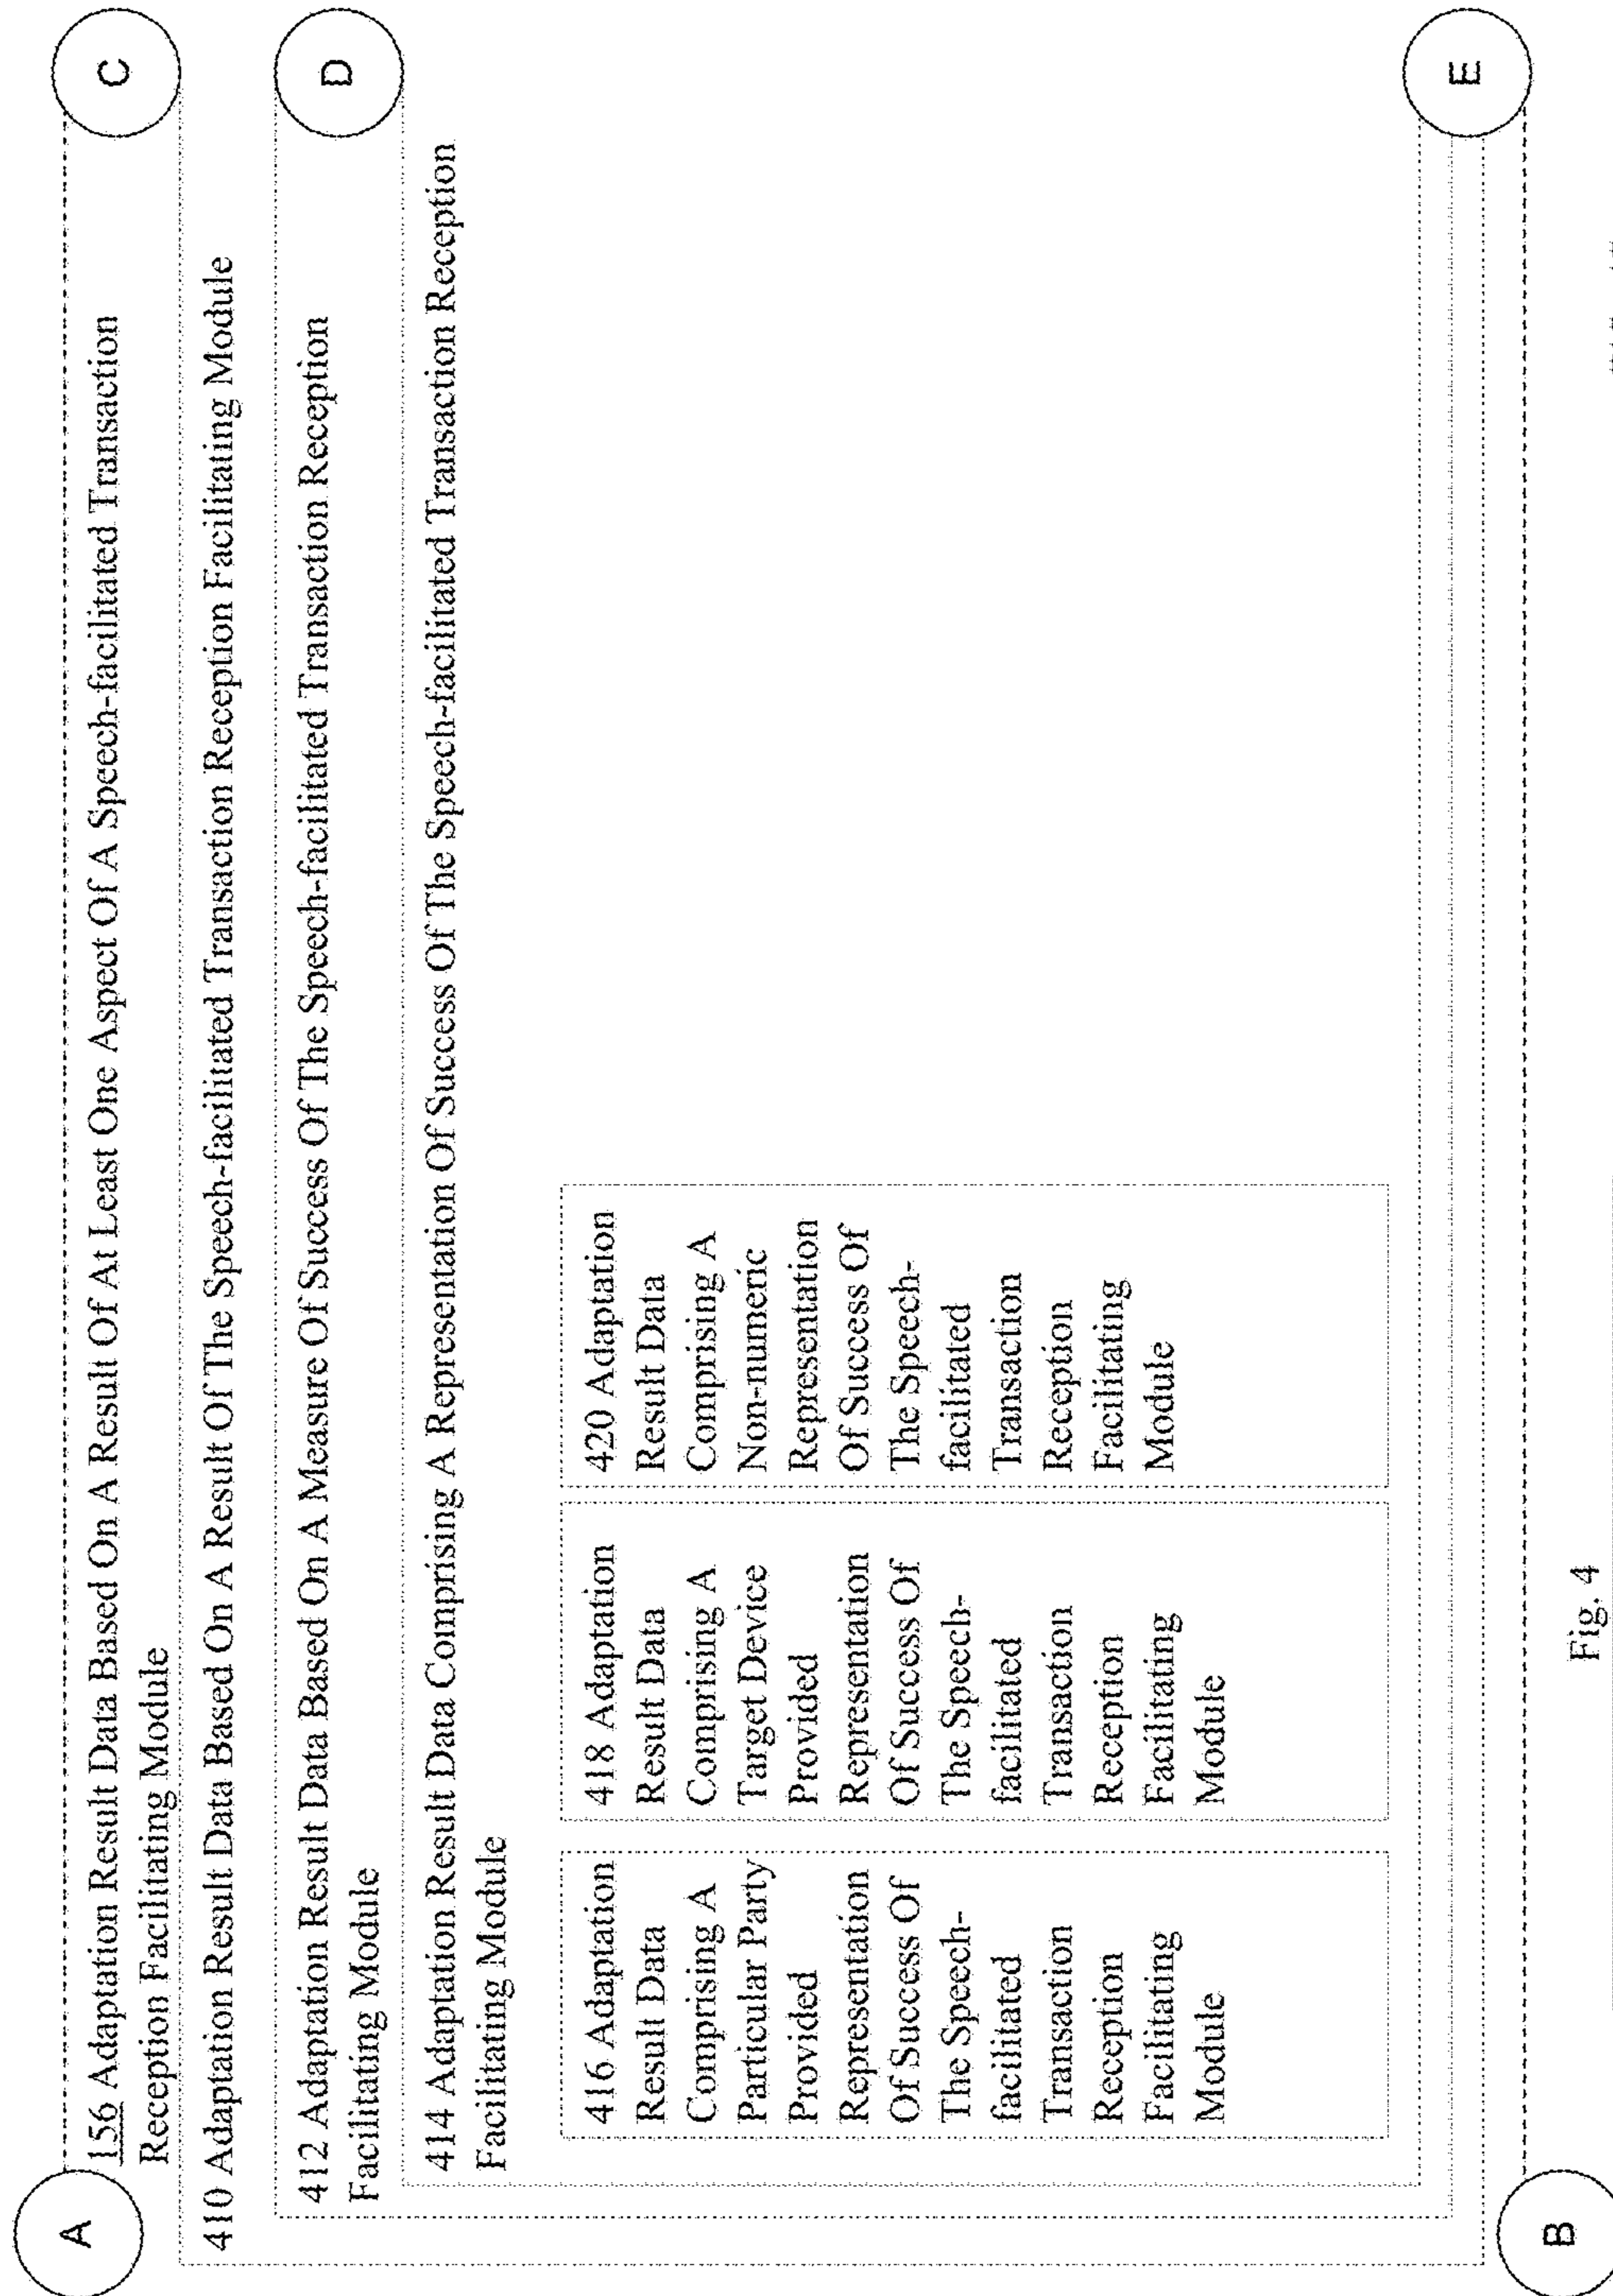 A
C
156 Adaptation Result Data Based On A Result Of At Least One Aspect Of A Speech-facilitated Transaction
Reception Facilitating Module
410 Adaptation Result Data Based On A Result Of The Speech-facilitated Transaction Reception Facilitating Module
D
412 Adaptation Result Data Based On A Measure Of Success Of The Speech-facilitated Transaction Reception
Facilitating Module
414 Adaptation Result Data Comprising A Representation Of Success Of The Speech-facilitated Transaction Reception
Facilitating Module
416 Adaptation
Result Data
Comprising A
Particular Party
Provided
Representation
Of Success Of
The Speech-
facilitated
Transaction
Reception
Facilitating
Module
418 Adaptation
Result Data
Comprising A
Target Device
Provided
Representation
Of Success Of
The Speech-
facilitated
Transaction
Reception
Facilitating
Module
420 Adaptation
Result Data
Comprising A
Non-numeric
Representation
Of Success Of
The Speech-
facilitated
Transaction
Reception
Facilitating
Module
B
E
Fig. 4